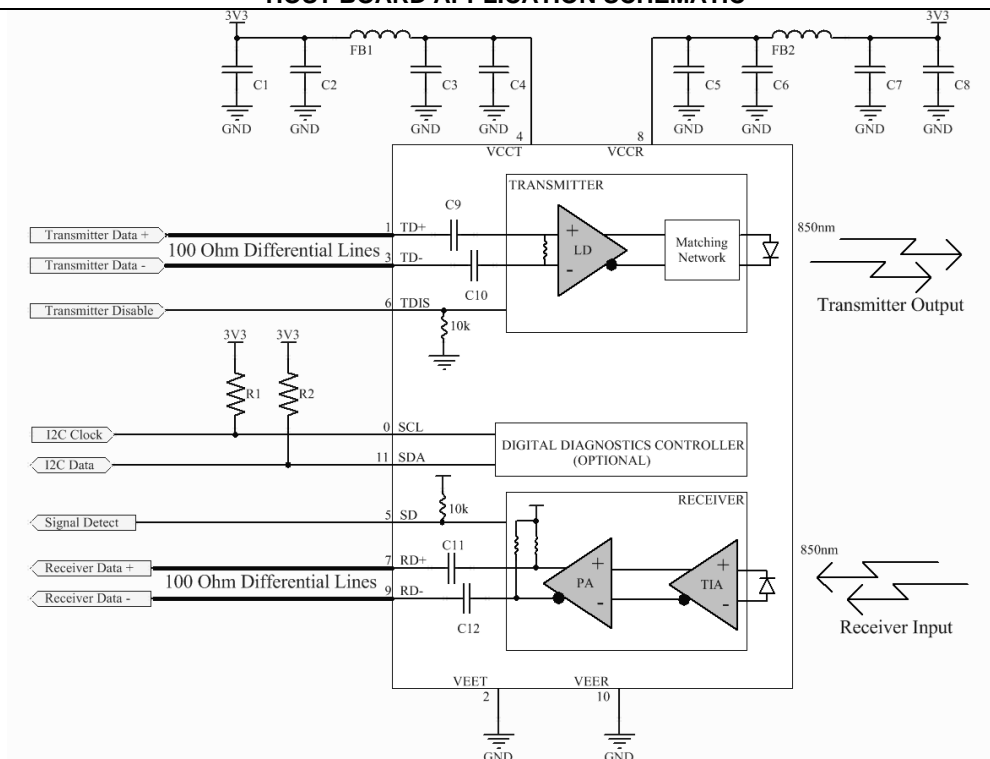 HOST BOARD APPLICATION SCHEMATIC
3V3
3V3
FB1
FB2
C1
C2
C3
C4
C5
C6
C7
C8
GND
GND
GND
GND
GND
GND
GND
GND
4
8
VCCT
VCCR
TRANSMITTER
C9
Transmitter Data +
1
TD+
100 Ohm Differential Lines
+
LD
-
Matching
Network
850nm
Transmitter Data -
3
TD-
C10
Transmitter Output
Transmitter Disable
6
TDIS
10k
3V3
3V3
R1
R2
I2C Clock
0
SCL
DIGITAL DIAGNOSTICS CONTROLLER
(OPTIONAL)
I2C Data
11
SDA
RECEIVER
10k
Signal Detect
5
SD
C11
850nm
Receiver Data +
7
RD+
+
PA
-
+
TIA
-
100 Ohm Differential Lines
Receiver Data -
9
RD-
C12
Receiver Input
VEET
VEER
2
10
GND
GND